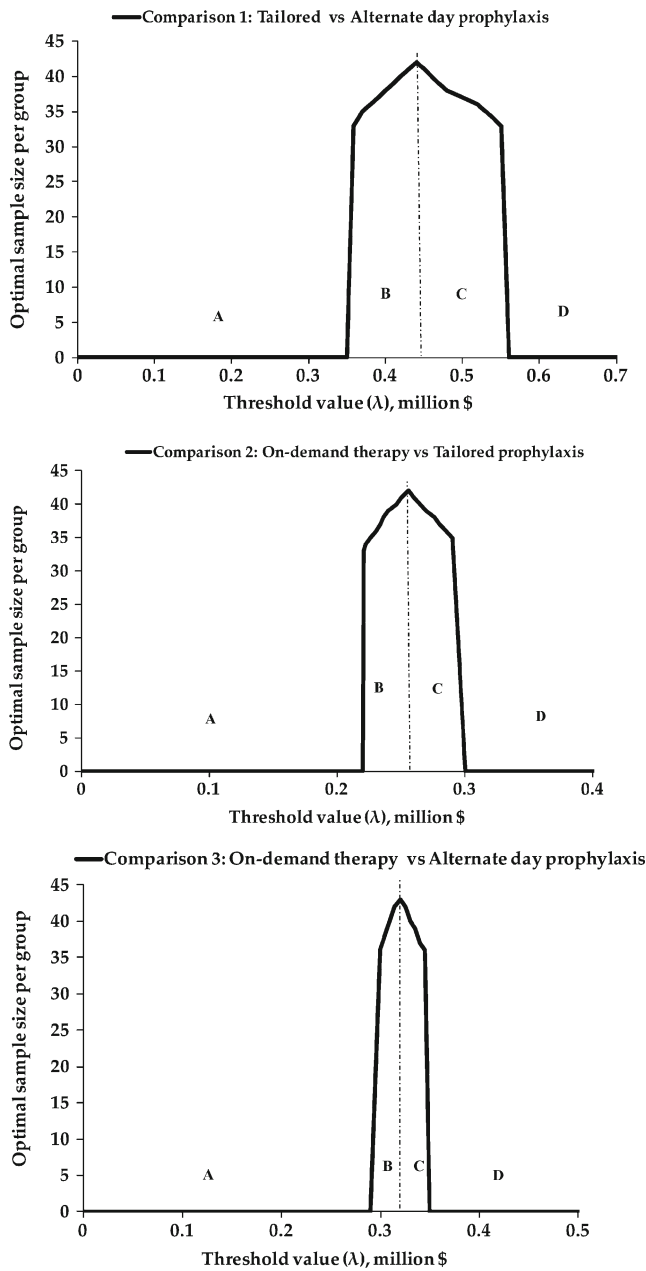 Comparison 1: Tailored vs Alternate day prophylaxis
Optimal sample size per group
45
40
35
30
25
20
15
10
5
0
A
B
C
D
0 0.1 0.2 0.3 0.4 0.5 0.6 0.7
Threshold value (λ), million $
Comparison 2: On-demand therapy vs Tailored prophylaxis
Optimal sample size per group
45
40
35
30
25
20
15
10
5
0
A
B
C
D
0 0.1 0.2 0.3 0.4
Threshold value (λ), million $
Comparison 3: On-demand therapy vs Alternate day prophylaxis
Optimal sample size per group
45
40
35
30
25
20
15
10
5
0
A
B
C
D
0 0.1 0.2 0.3 0.4 0.5
Threshold value (λ), million $